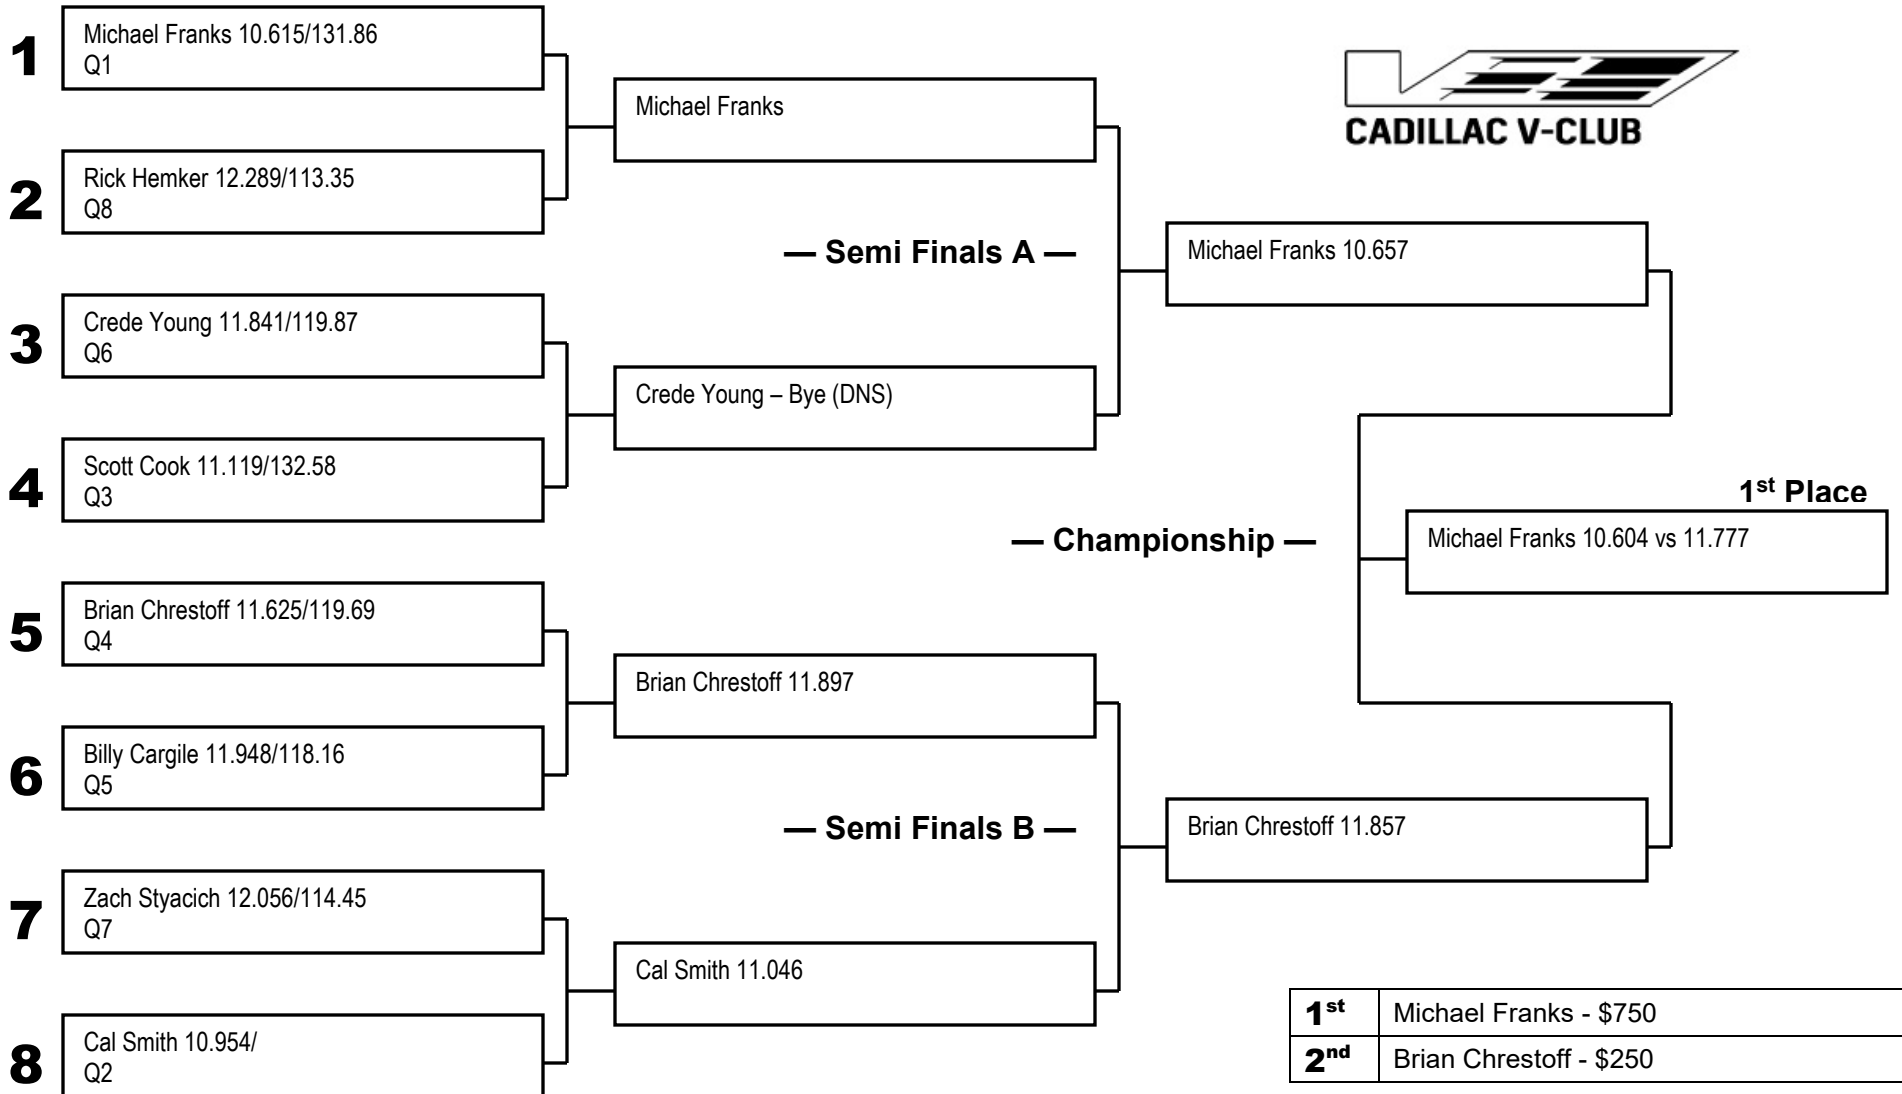 1
Michael Franks 10.615/131.86
Q1
2
Rick Hemker 12.289/113.35
Q8
3
Crede Young 11.841/119.87
Q6
4
Scott Cook 11.119/132.58
Q3
5
Brian Chrestoff 11.625/119.69
Q4
6
Billy Cargile 11.948/118.16
Q5
7
Zach Styacich 12.056/114.45
Q7
8
Cal Smith 10.954/
Q2
Michael Franks
— Semi Finals A —
Crede Young – Bye (DNS)
Brian Chrestoff 11.897
— Semi Finals B —
Cal Smith 11.046
CADILLAC V-CLUB
Michael Franks 10.657
— Championship —
1st Place
Michael Franks 10.604 vs 11.777
Brian Chrestoff 11.857
1st Michael Franks - $750
2nd Brian Chrestoff - $250